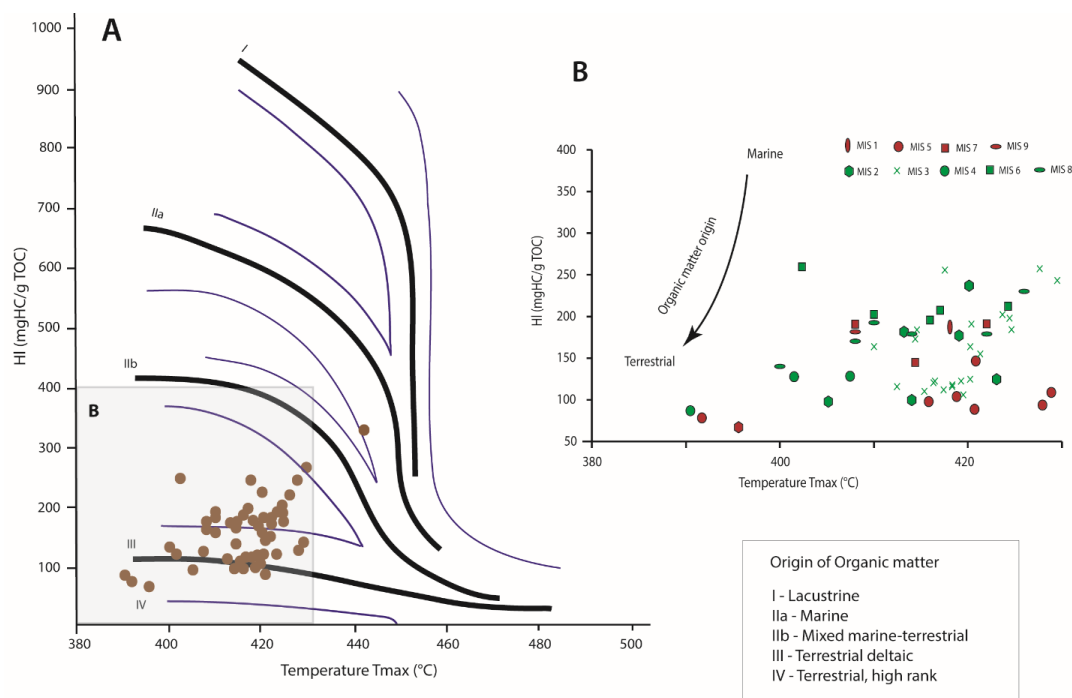 A
1000
900
800
700
600
500
400
300
200
100
HI (mgHC/g TOC)
I
IIa
IIb
B
III
IV
380
400
420
440
460
480
500
Temperature Tmax (°C)
B
MIS 1
MIS 5
MIS 7
MIS 9
MIS 2
MIS 3
MIS 4
MIS 6
MIS 8
Marine
Organic matter origin
Terrestrial
400
350
300
250
200
150
100
50
HI (mgHC/g TOC)
380
400
420
Temperature Tmax (°C)
Origin of Organic matter
I - Lacustrine
IIa - Marine
IIb - Mixed marine-terrestrial
III - Terrestrial deltaic
IV - Terrestrial, high rank